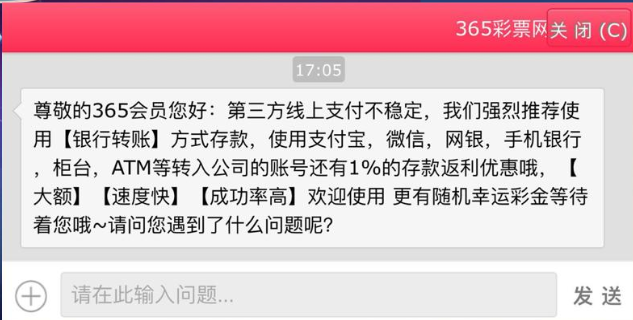 365彩票网
关 闭 (C)
17:05
尊敬的365会员您好：第三方线上支付不稳定，我们强烈推荐使
用【银行转账】方式存款，使用支付宝，微信，网银，手机银行
，柜台，ATM等转入公司的账号还有1%的存款返利优惠哦，【
大额】【速度快】【成功率高】欢迎使用 更有随机幸运彩金等待
着您哦~请问您遇到了什么问题呢?
请在此输入问题...
发 送